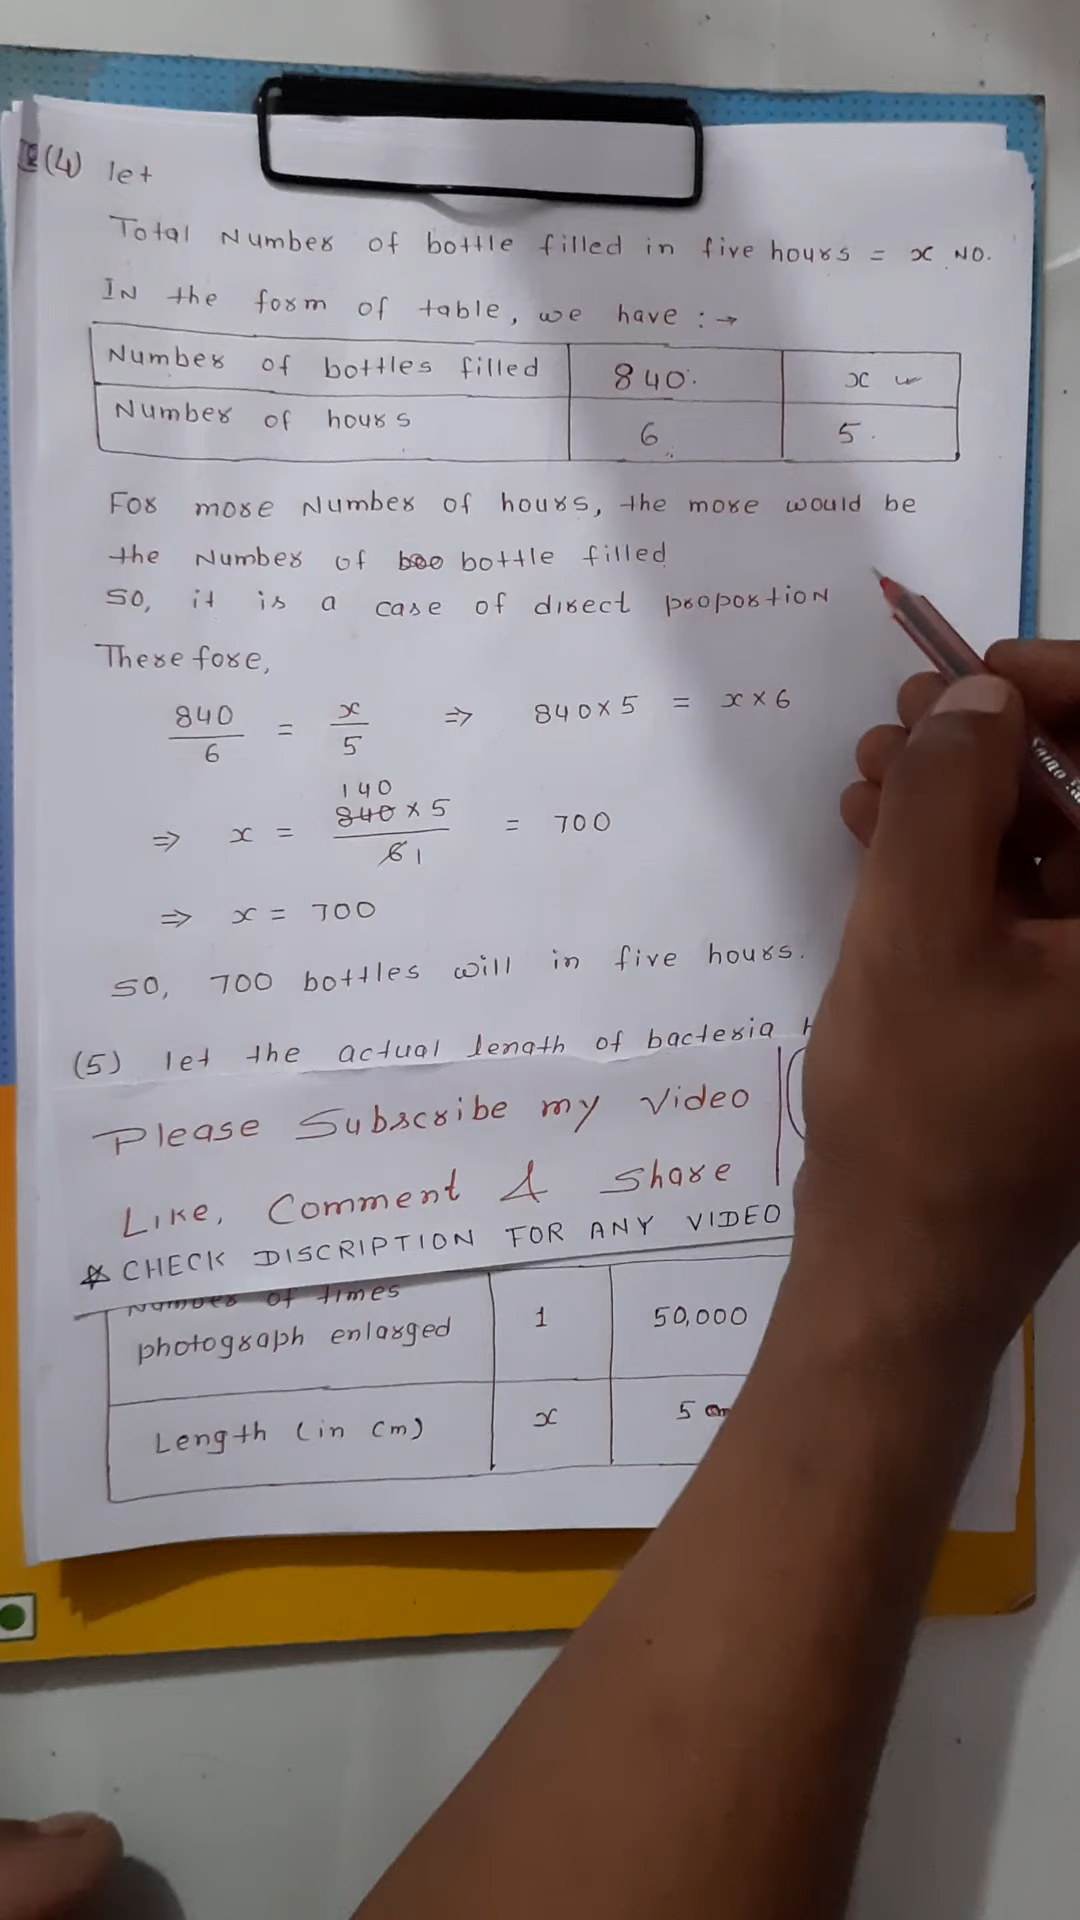 (4) let
Total Number of bottle filled in five hours = x NO.
IN the form of table, we have : →
Number of bottles filled 840. x
Number of hours 6 5.
For more Number of hours, the more would be
the Number of bottle filled
SO, it is a case of direct proportion
Therefore,
840/6 = x/5 ⇒ 840 × 5 = x × 6
140
⇒ x = 840 × 5 / 6 1 = 700
⇒ x = 700
SO, 700 bottles will in five hours.
(5) let the actual length of bacteria
Please Subscribe my Video
LIKE, Comment & Share
☆ CHECK DISCRIPTION FOR ANY VIDEO
Number of times
photograph enlarged 1 50,000
Length (in cm) x 5